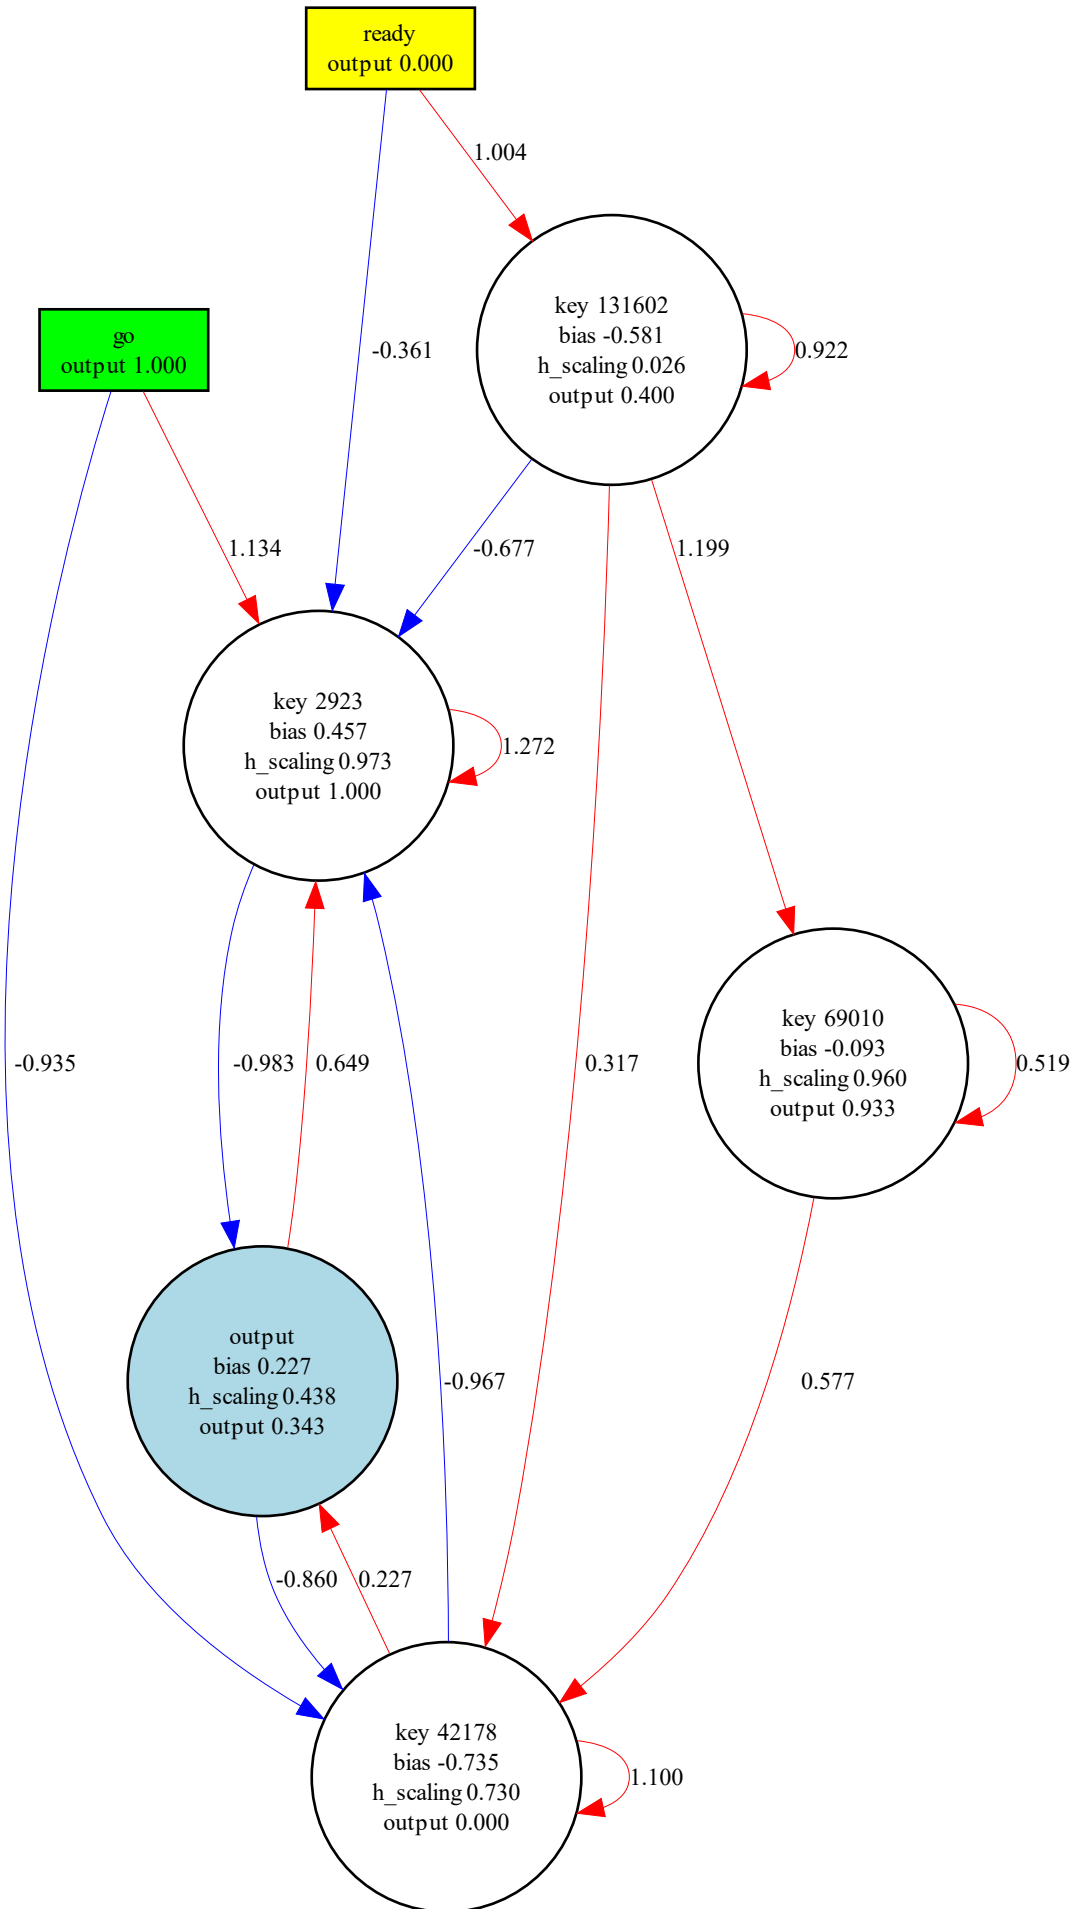 ready
output 0.000
1.004
go
output 1.000
-0.361
key 131602
bias -0.581
h_scaling 0.026
output 0.400
0.922
1.134
-0.677
1.199
key 2923
bias 0.457
h_scaling 0.973
output 1.000
1.272
-0.935
-0.983
0.649
0.317
key 69010
bias -0.093
h_scaling 0.960
output 0.933
0.519
output
bias 0.227
h_scaling 0.438
output 0.343
-0.967
0.577
-0.860
0.227
key 42178
bias -0.735
h_scaling 0.730
output 0.000
1.100